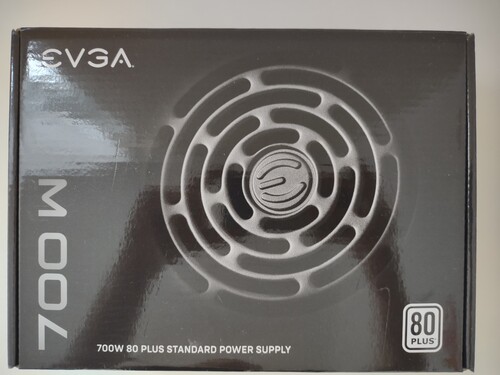 EVGA
700 W
700W 80 PLUS STANDARD POWER SUPPLY
80
PLUS